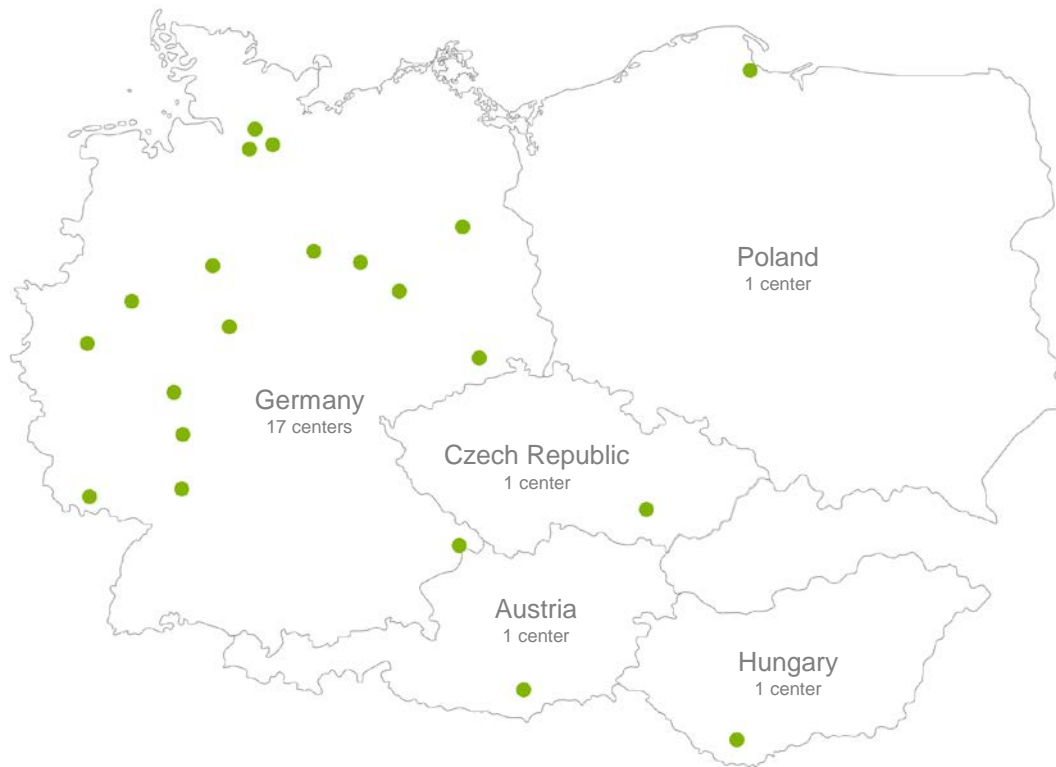 Poland
1 center
Germany
17 centers
Czech Republic
1 center
Austria
1 center
Hungary
1 center